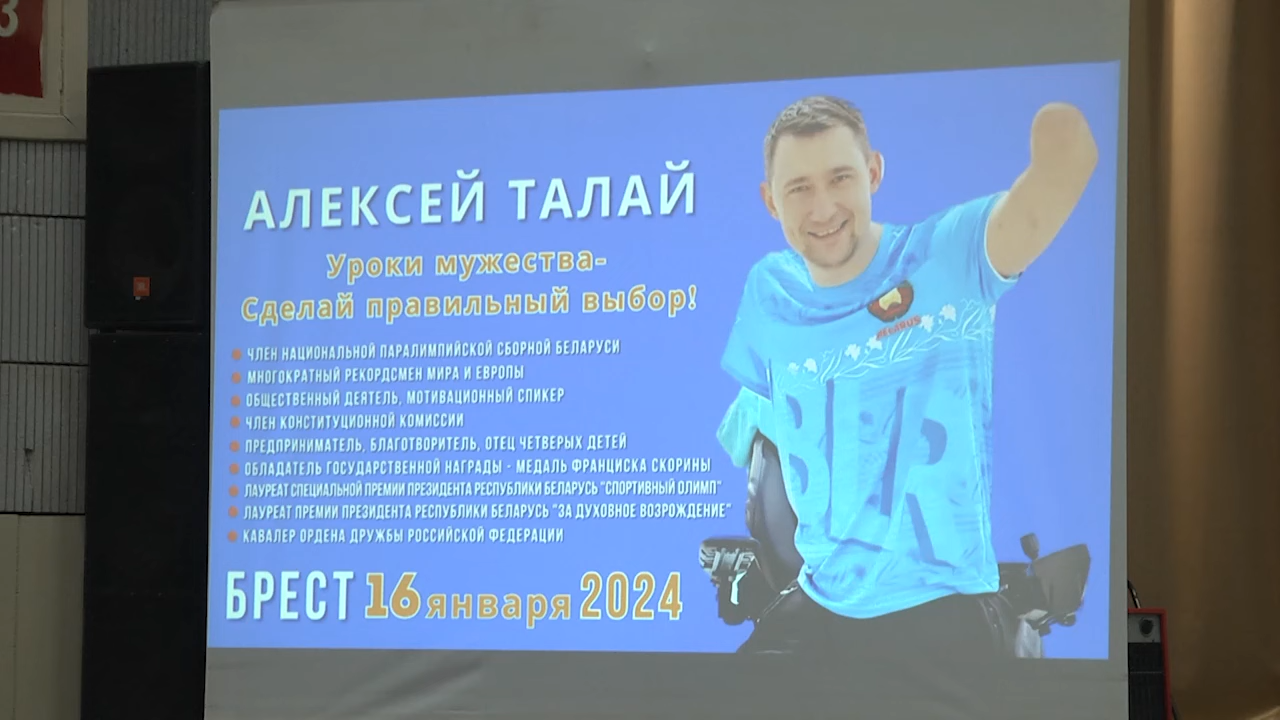 3
АЛЕКСЕЙ ТАЛАЙ
Уроки мужества-
Сделай правильный выбор!
ЧЛЕН НАЦИОНАЛЬНОЙ ПАРАЛИМПИЙСКОЙ СБОРНОЙ БЕЛАРУСИ
МНОГОКРАТНЫЙ РЕКОРДСМЕН МИРА И ЕВРОПЫ
ОБЩЕСТВЕННЫЙ ДЕЯТЕЛЬ, МОТИВАЦИОННЫЙ СПИКЕР
ЧЛЕН КОНСТИТУЦИОННОЙ КОМИССИИ
ПРЕДПРИНИМАТЕЛЬ, БЛАГОТВОРИТЕЛЬ, ОТЕЦ ЧЕТВЕРЫХ ДЕТЕЙ
ОБЛАДАТЕЛЬ ГОСУДАРСТВЕННОЙ НАГРАДЫ - МЕДАЛЬ ФРАНЦИСКА СКОРИНЫ
ЛАУРЕАТ СПЕЦИАЛЬНОЙ ПРЕМИИ ПРЕЗИДЕНТА РЕСПУБЛИКИ БЕЛАРУСЬ "СПОРТИВНЫЙ ОЛИМП"
ЛАУРЕАТ ПРЕМИИ ПРЕЗИДЕНТА РЕСПУБЛИКИ БЕЛАРУСЬ "ЗА ДУХОВНОЕ ВОЗРОЖДЕНИЕ"
КАВАЛЕР ОРДЕНА ДРУЖБЫ РОССИЙСКОЙ ФЕДЕРАЦИИ
БРЕСТ 16 января 2024
BELARUS
BLR
JBL